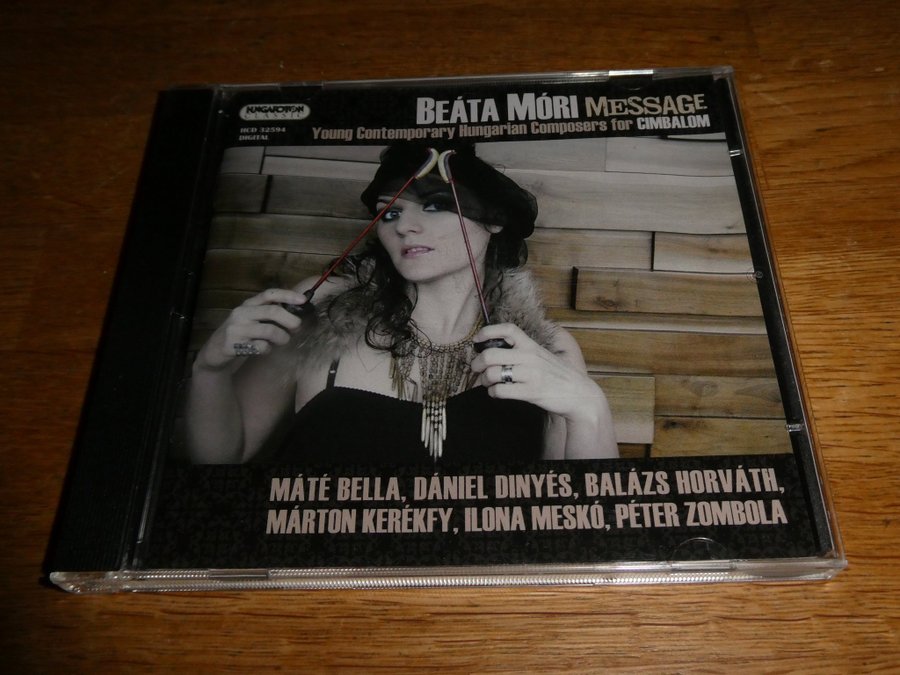 HUNGAROTON
CLASSIC
HCD 32594
DIGITAL
BEÁTA MÓRI MESSAGE
Young Contemporary Hungarian Composers for CIMBALOM
MÁTÉ BELLA, DÁNIEL DINYÉS, BALÁZS HORVÁTH,
MÁRTON KERÉKFY, ILONA MESKÓ, PÉTER ZOMBOLA